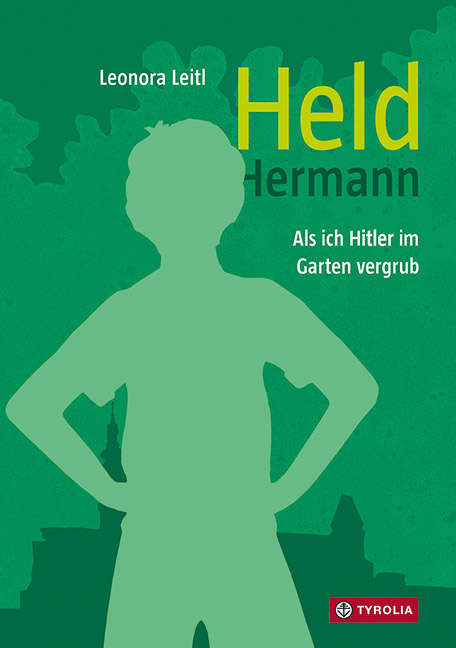 Leonora Leitl
Held
Hermann
Als ich Hitler im
Garten vergrub
TYROLIA